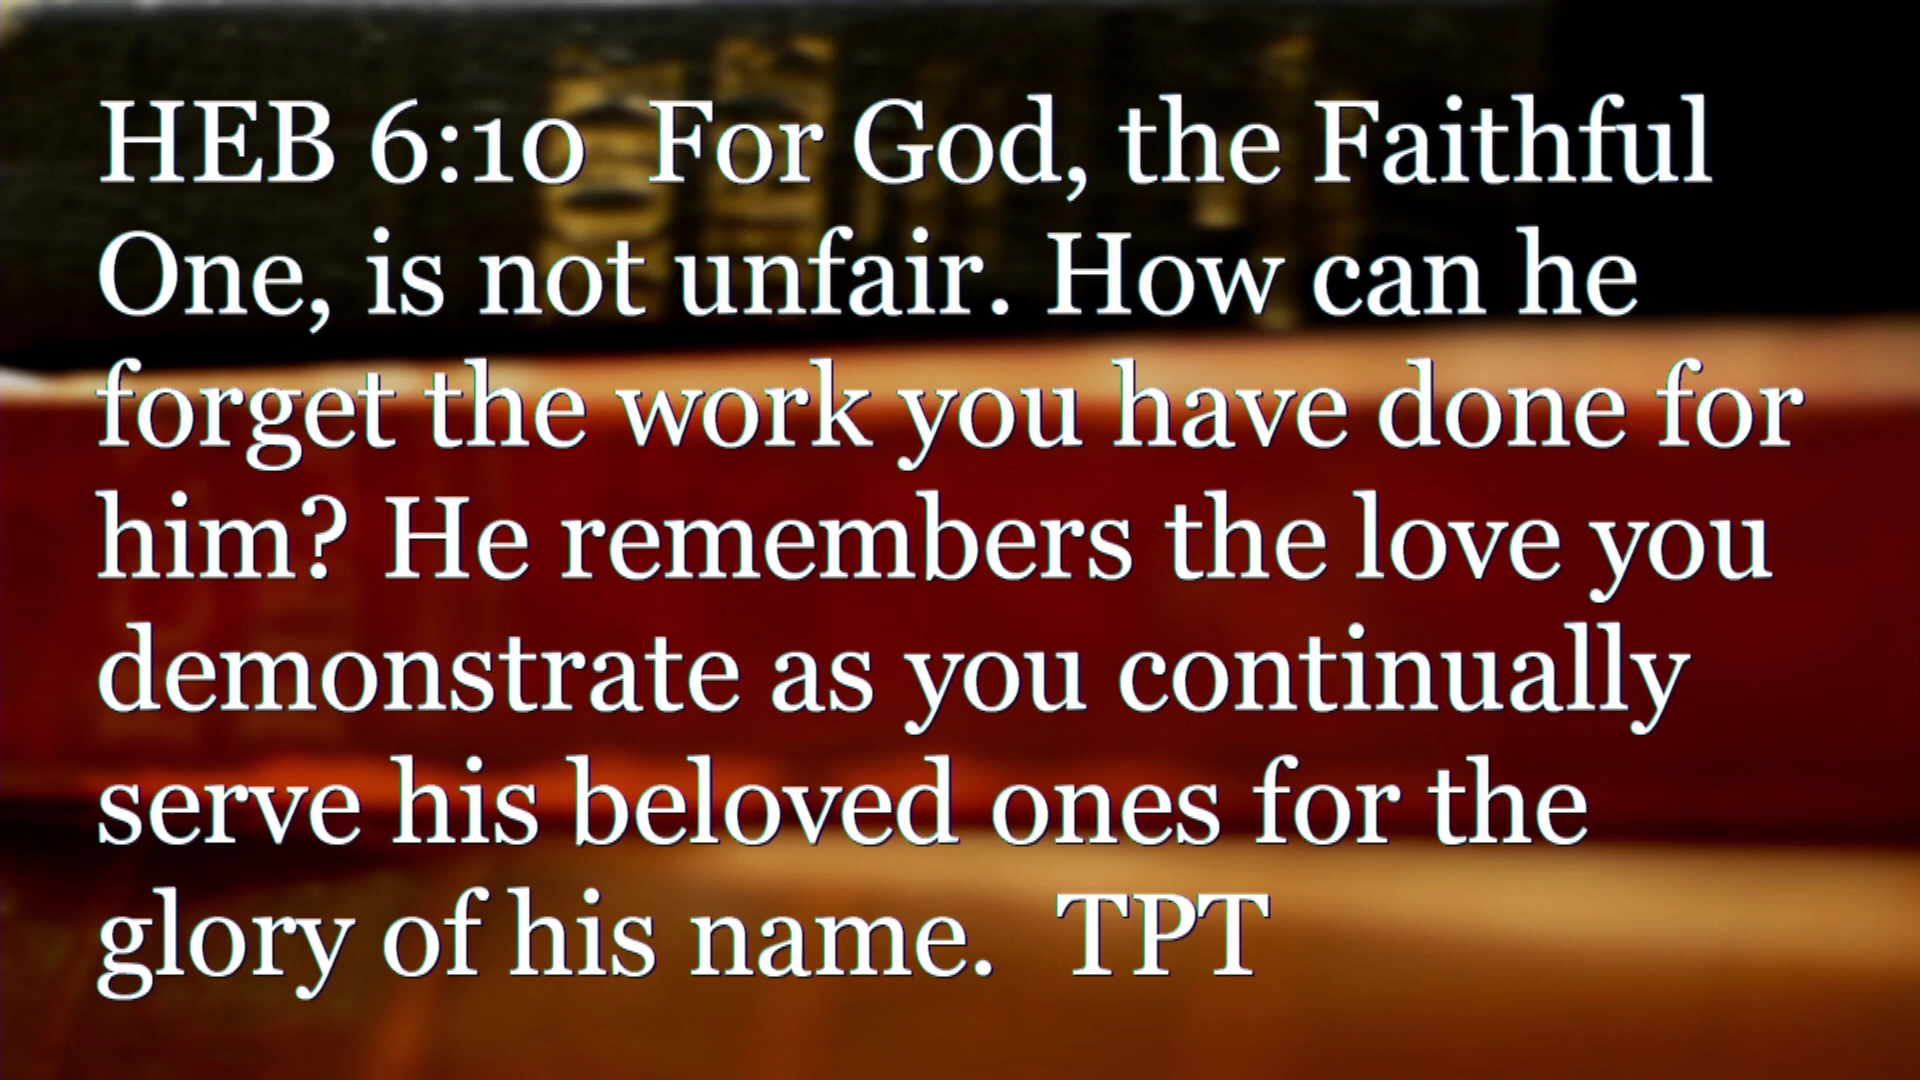 HEB 6:10  For God, the Faithful
One, is not unfair. How can he
forget the work you have done for
him? He remembers the love you
demonstrate as you continually
serve his beloved ones for the
glory of his name.  TPT